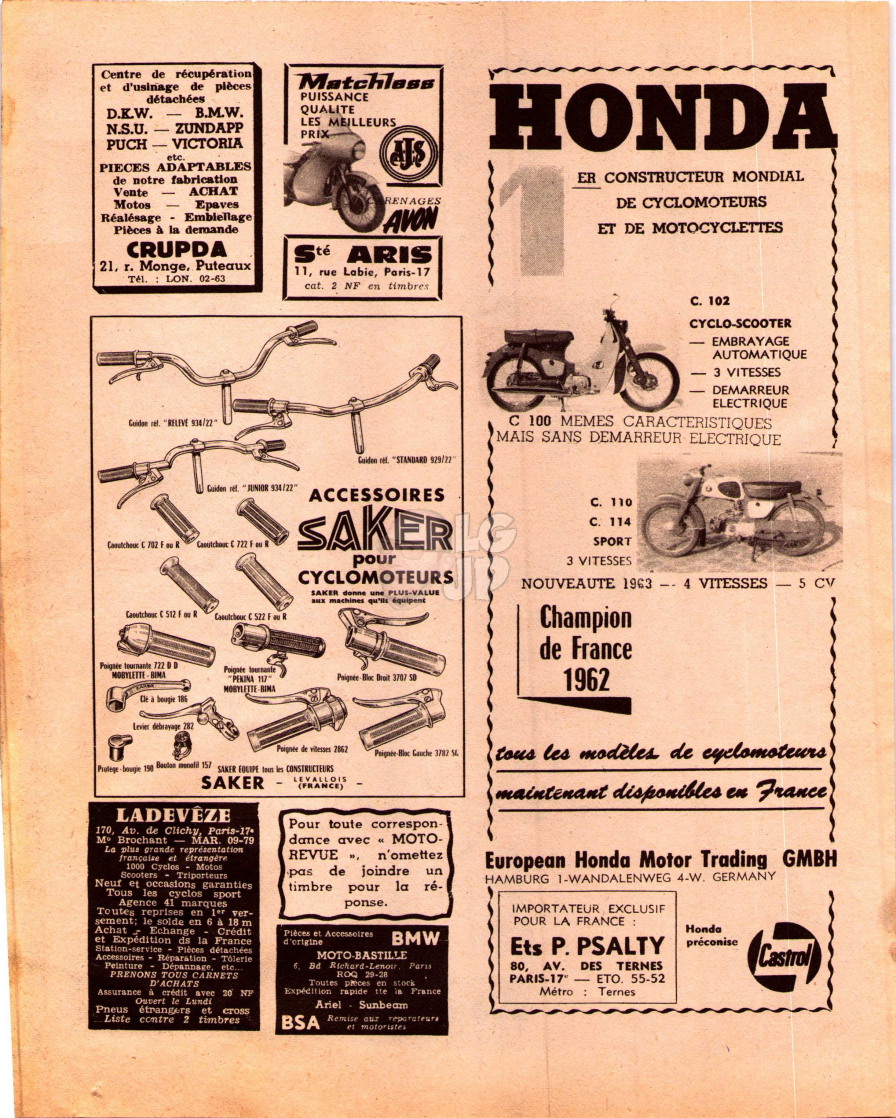 Centre de récupération
et d'usinage de pièces
détachées
D.K.W. — B.M.W.
N.S.U. — ZUNDAPP
PUCH — VICTORIA
etc.
PIECES ADAPTABLES
de notre fabrication
Vente — ACHAT
Motos — Epaves
Réalésage - Embiellage
Pièces à la demande
CRUPDA
21, r. Monge, Puteaux
Tél. : LON. 02-63
Matchless
PUISSANCE
QUALITE
LES MEILLEURS
PRIX
AJS
CARENAGES
AVON
Sté ARIS
11, rue Labie, Paris-17
cat. 2 NF en timbres
Guidon réf. "RELEVÉ 934/22"
Guidon réf. "STANDARD 929/22"
Guidon réf. "JUNIOR 934/22"
ACCESSOIRES
SAKER
pour
CYCLOMOTEURS
SAKER donne une PLUS-VALUE
aux machines qu'ils équipent
Caoutchouc C 702 F ou R
Caoutchouc C 722 F ou R
Caoutchouc C 512 F ou R
Caoutchouc C 522 F ou R
Poignée tournante 722 D D
MOBYLETTE-BIMA
Poignée tournante
"PEKINA 117"
MOBYLETTE-BIMA
Poignée-Bloc Droit 3707 SD
Clé à bougie 186
Levier débrayage 282
Poignée de vitesses 2862
Poignée-Bloc Gauche 3782 SG
Protège-bougie 190
Bouton monofil 157
SAKER EQUIPE tous les CONSTRUCTEURS
SAKER - LEVALLOIS (FRANCE) -
LADEVÈZE
170, Av. de Clichy, Paris-17e
Mo Brochant — MAR. 09-79
La plus grande représentation
française et étrangère
1000 Cycles - Motos
Scooters - Triporteurs
Neuf et occasions garanties
Tous les cyclos sport
Agence 41 marques
Toutes reprises en 1er ver-
sement; le solde en 6 à 18 m
Achat - Echange - Crédit
et Expédition ds la France
Station-service - Pièces détachées
Accessoires - Réparation - Tôlerie
Peinture - Dépannage, etc...
PRENONS TOUS CARNETS
D'ACHATS
Assurance à crédit avec 20 NF
Ouvert le Lundi
Pneus étrangers et cross
Liste contre 2 timbres
Pour toute correspon-
dance avec « MOTO-
REVUE », n'omettez
pas de joindre un
timbre pour la ré-
ponse.
Pièces et Accessoires
d'origine BMW
MOTO-BASTILLE
6, Bd Richard-Lenoir, Paris
ROQ 29-28
Toutes pièces en stock
Expédition rapide tte la France
Ariel - Sunbeam
BSA Remise aux réparateurs
et motoristes
HONDA
1ER CONSTRUCTEUR MONDIAL
DE CYCLOMOTEURS
ET DE MOTOCYCLETTES
C. 102
CYCLO-SCOOTER
— EMBRAYAGE
AUTOMATIQUE
— 3 VITESSES
— DEMARREUR
ELECTRIQUE
C 100 MEMES CARACTERISTIQUES
MAIS SANS DEMARREUR ELECTRIQUE
C. 110
C. 114
SPORT
3 VITESSES
NOUVEAUTE 1963 -- 4 VITESSES — 5 CV
Champion
de France
1962
tous les modèles de cyclomoteurs
maintenant disponibles en France
European Honda Motor Trading GMBH
HAMBURG 1-WANDALENWEG 4-W. GERMANY
IMPORTATEUR EXCLUSIF
POUR LA FRANCE :
Ets P. PSALTY
80, AV. DES TERNES
PARIS-17e — ETO. 55-52
Métro : Ternes
Honda
préconise
Castrol